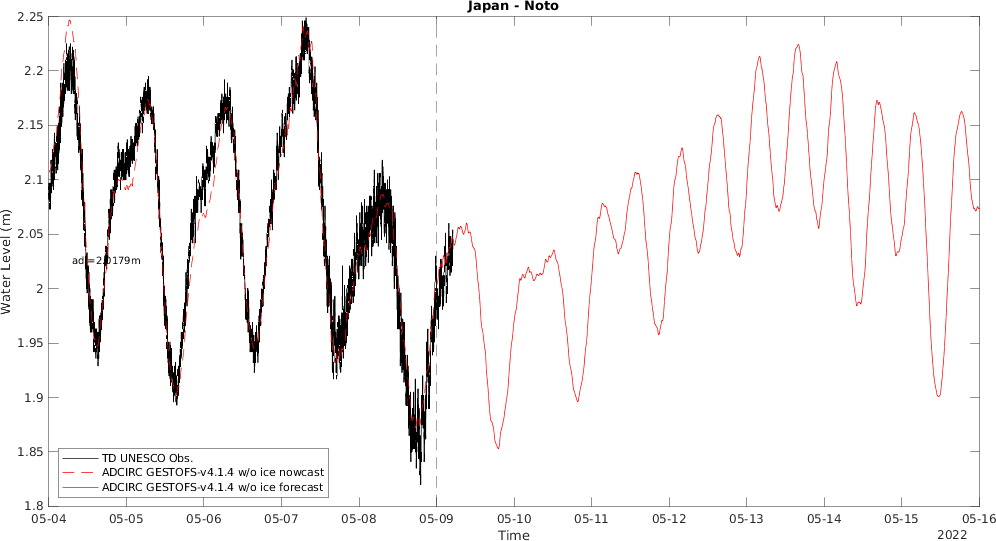 Japan - Noto
2.25
2.2
2.15
2.1
2.05
2
1.95
1.9
1.85
1.8
Water Level (m)
adj=2.0179m
TD UNESCO Obs.
ADCIRC GESTOFS-v4.1.4 w/o ice nowcast
ADCIRC GESTOFS-v4.1.4 w/o ice forecast
05-04 05-05 05-06 05-07 05-08 05-09 05-10 05-11 05-12 05-13 05-14 05-15 05-16
Time
2022